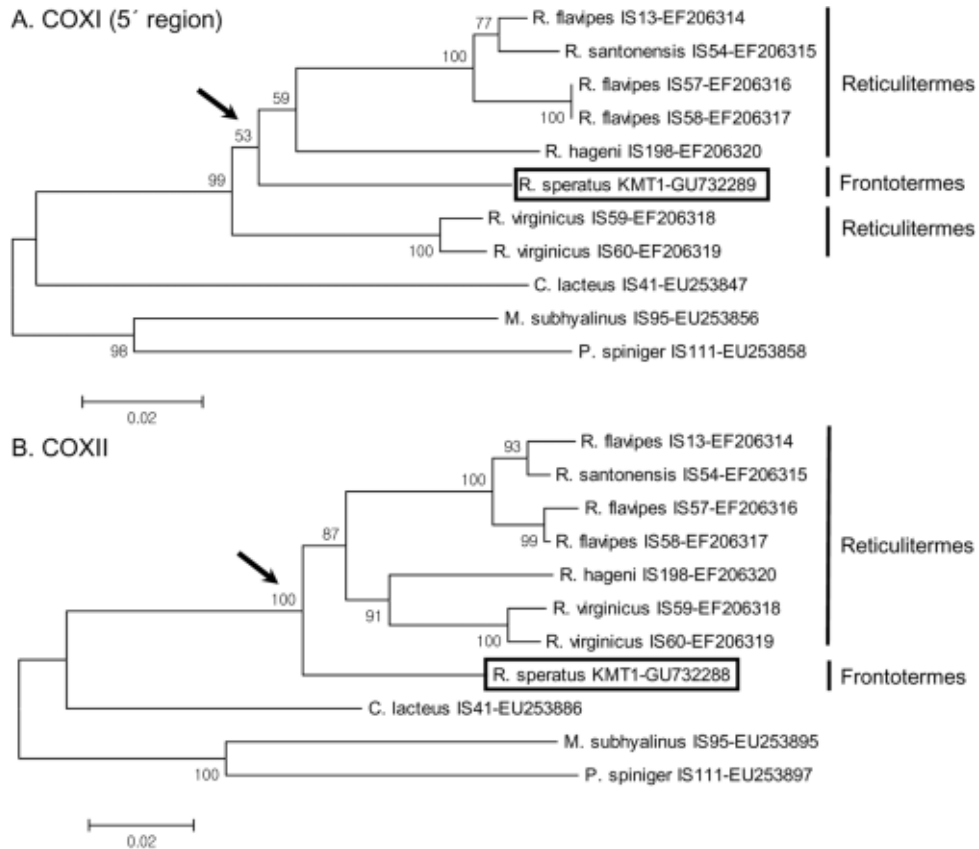 A. COXI (5´ region)
77
R. flavipes IS13-EF206314
100
R. santonensis IS54-EF206315
R. flavipes IS57-EF206316
Reticulitermes
59
100
R. flavipes IS58-EF206317
53
R. hageni IS198-EF206320
99
R. speratus KMT1-GU732289
Frontotermes
R. virginicus IS59-EF206318
Reticulitermes
100
R. virginicus IS60-EF206319
C. lacteus IS41-EU253847
M. subhyalinus IS95-EU253856
98
P. spiniger IS111-EU253858
0.02
B. COXII
93
R. flavipes IS13-EF206314
100
R. santonensis IS54-EF206315
R. flavipes IS57-EF206316
87
99
R. flavipes IS58-EF206317
Reticulitermes
R. hageni IS198-EF206320
100
91
R. virginicus IS59-EF206318
100
R. virginicus IS60-EF206319
R. speratus KMT1-GU732288
Frontotermes
C. lacteus IS41-EU253886
M. subhyalinus IS95-EU253895
100
P. spiniger IS111-EU253897
0.02